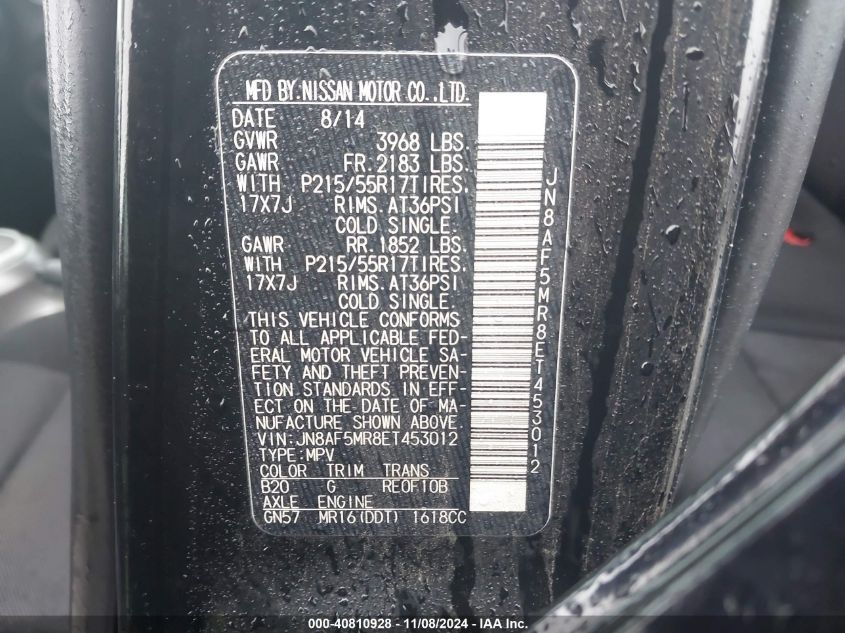 MFD BY:NISSAN MOTOR CO.,LTD.
DATE 8/14
GVWR 3968 LBS.
GAWR FR.2183 LBS.
WITH P215/55R17TIRES.
17X7J RIMS.AT36PSI
COLD SINGLE.
GAWR RR.1852 LBS.
WITH P215/55R17TIRES.
17X7J RIMS.AT36PSI
COLD SINGLE.
THIS VEHICLE CONFORMS
TO ALL APPLICABLE FED-
ERAL MOTOR VEHICLE SA-
FETY AND THEFT PREVEN-
TION STANDARDS IN EFF-
ECT ON THE DATE OF MA-
NUFACTURE SHOWN ABOVE.
VIN:JN8AF5MR8ET453012
TYPE:MPV
COLOR TRIM TRANS
B20 G RE0F10B
AXLE ENGINE
GN57 MR16(DDT) 1618CC
JN8AF5MR8ET453012
000-40810928 - 11/08/2024 - IAA Inc.